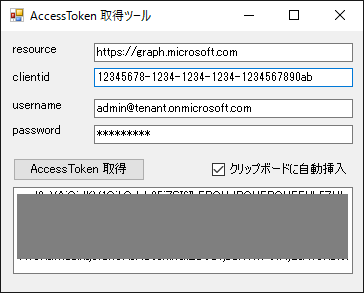 AccessToken 取得ツール
resource
https://graph.microsoft.com
clientid
12345678-1234-1234-1234-1234567890ab
username
admin@tenant.onmicrosoft.com
password
*********
AccessToken 取得
クリップボードに自動挿入